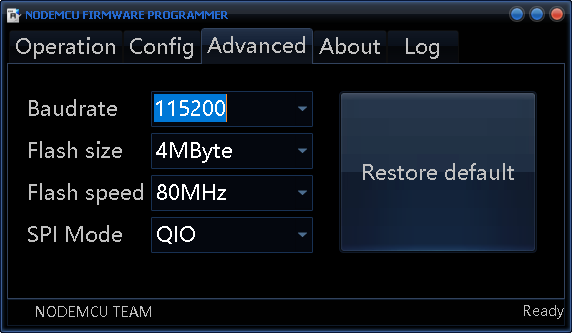 NODEMCU FIRMWARE PROGRAMMER
Operation Config Advanced About Log
Baudrate 115200
Flash size 4MByte
Flash speed 80MHz
SPI Mode QIO
Restore default
NODEMCU TEAM Ready